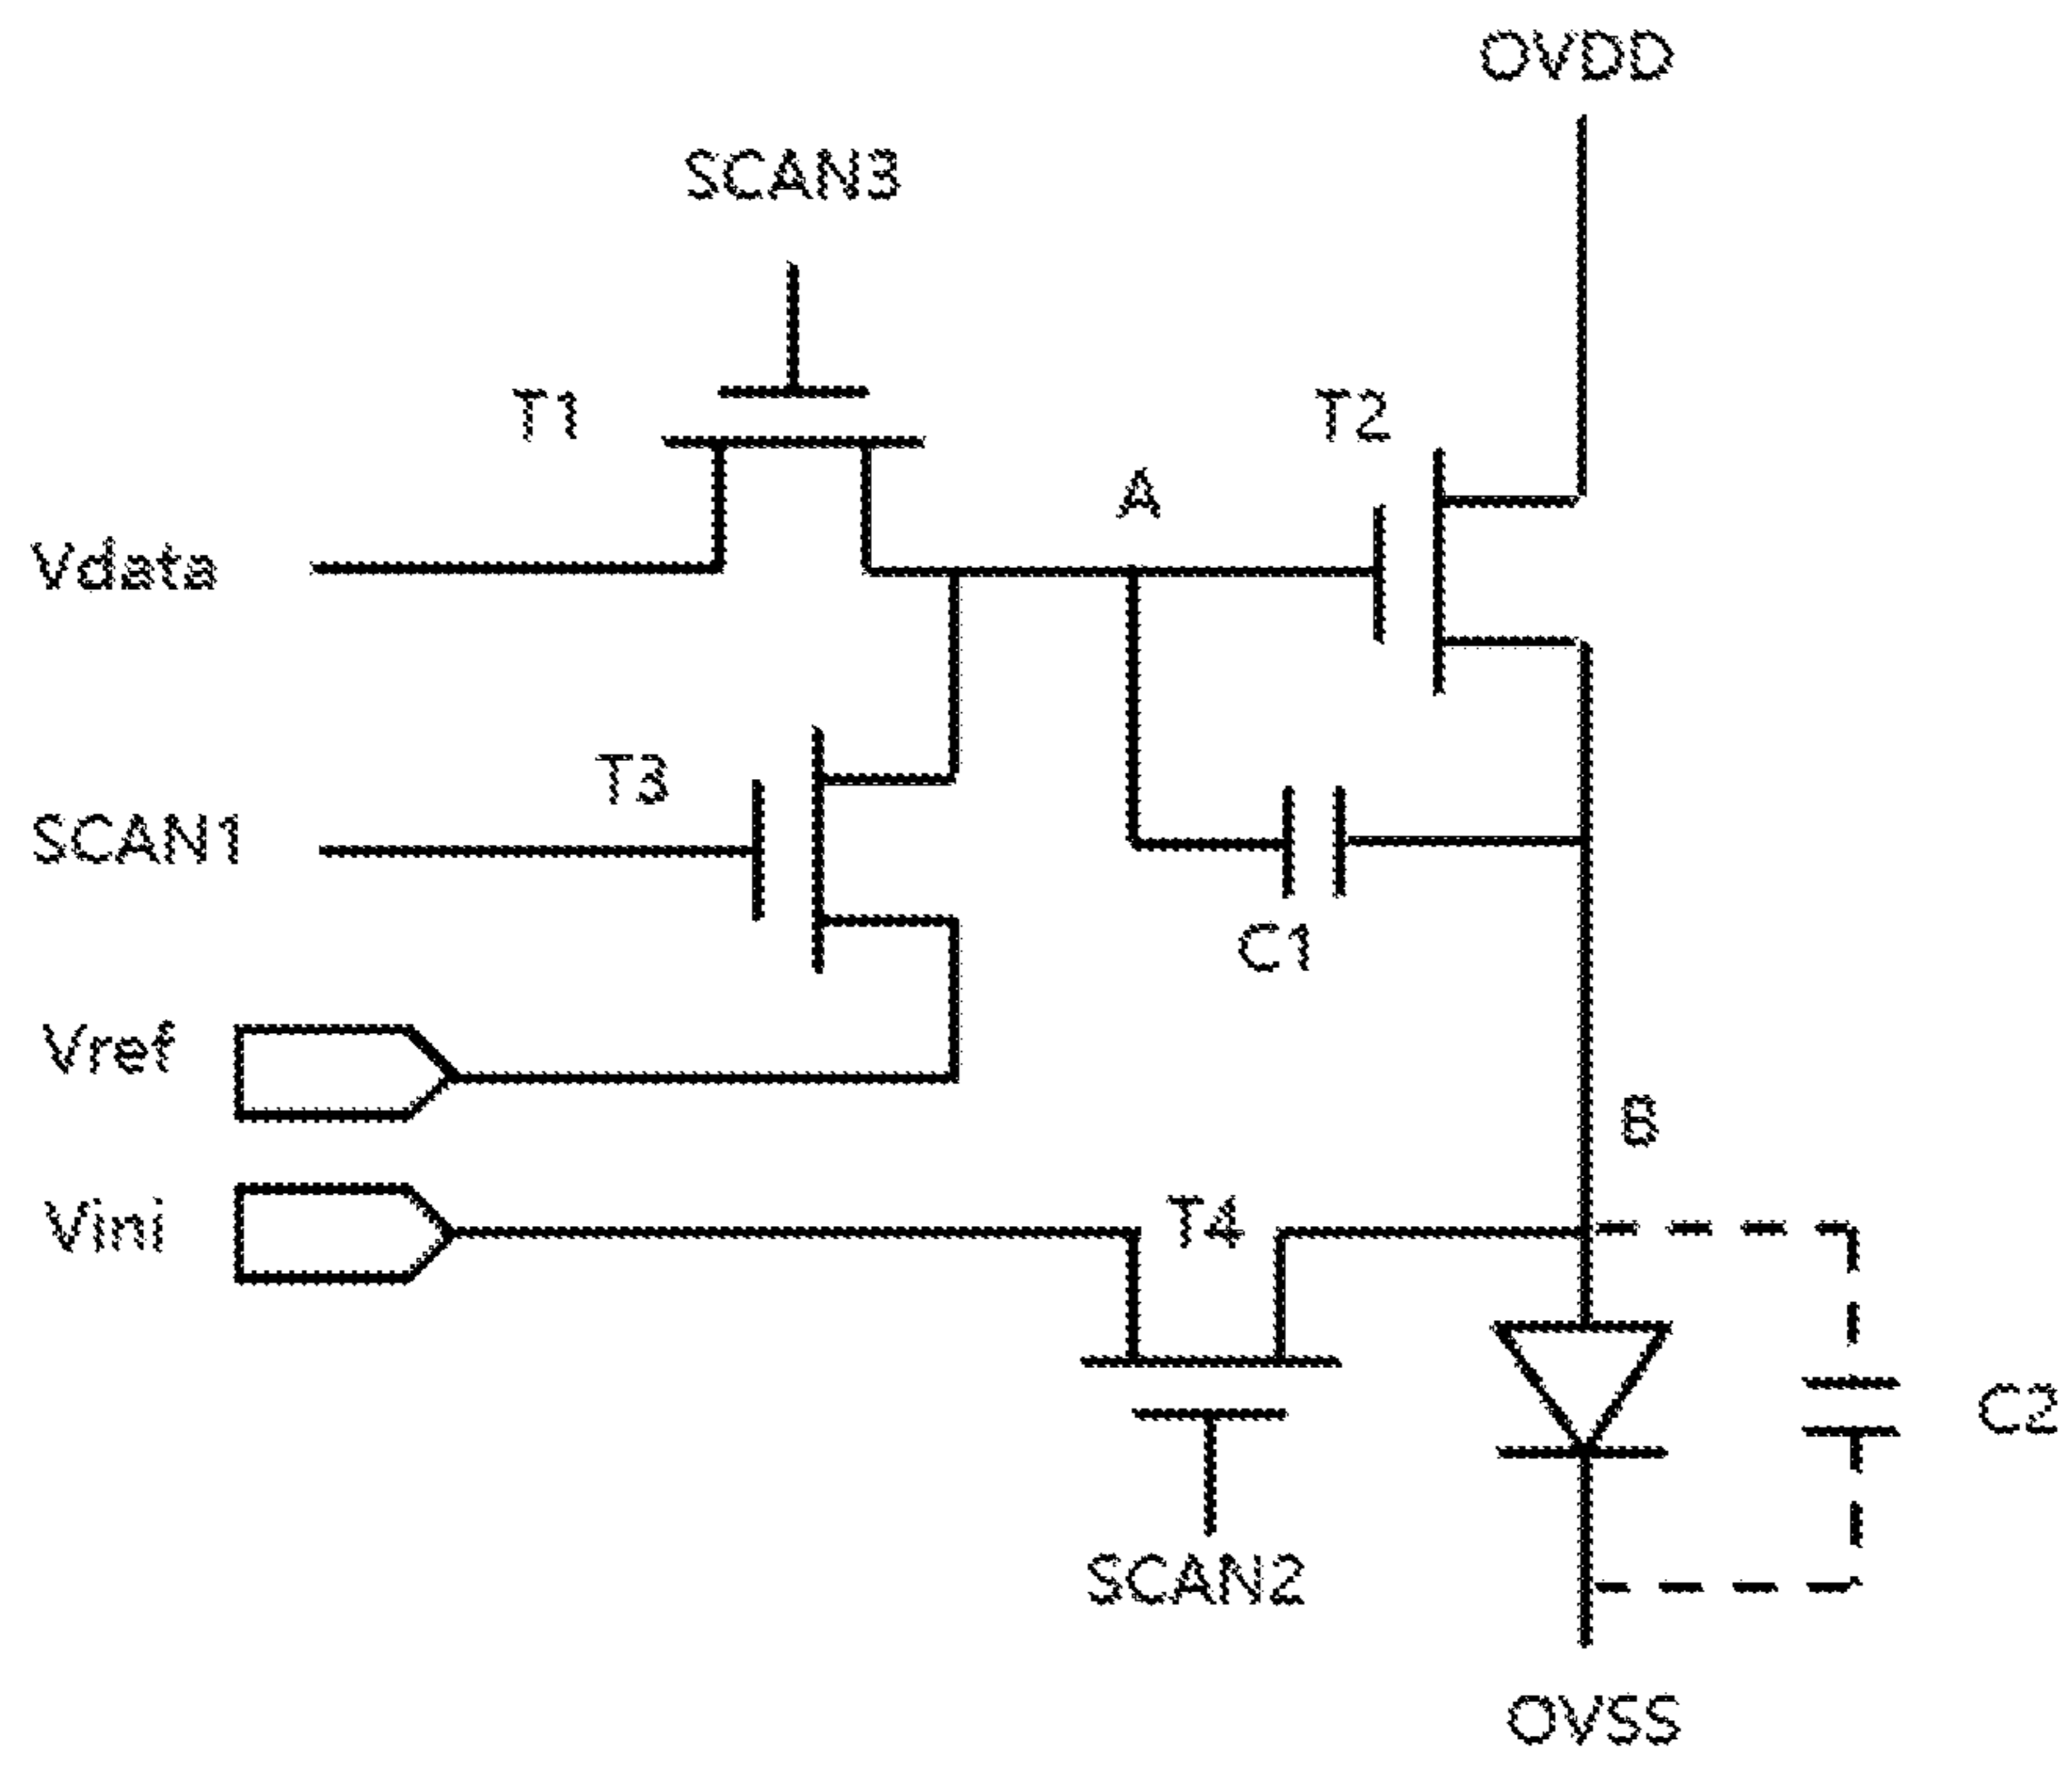 OVDD
SCAN3
T1
T2
A
Vdata
T3
SCAN1
C1
Vref
B
Vini
T4
C2
SCAN2
OVSS